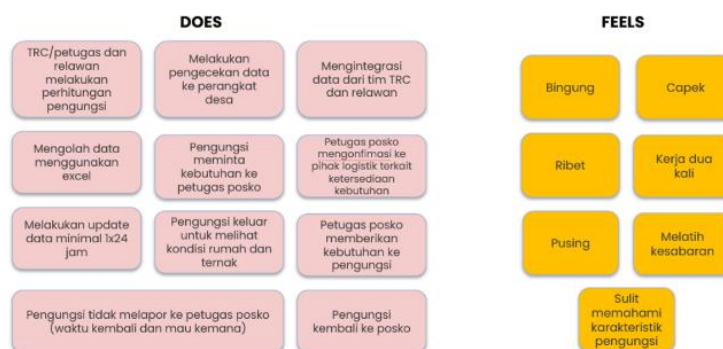 DOES
TRC/petugas dan
relawan
melakukan
perhitungan
pengungsi
Melakukan
pengecekan data
ke perangkat
desa
Mengintegrasi
data dari tim TRC
dan relawan
Mengolah data
menggunakan
excel
Pengungsi
meminta
kebutuhan ke
petugas posko
Petugas posko
mengonfimasi ke
pihak logistik terkait
ketersediaan
kebutuhan
Melakukan update
data minimal 1x24
jam
Pengungsi keluar
untuk melihat
kondisi rumah dan
ternak
Petugas posko
memberikan
kebutuhan ke
pengungsi
Pengungsi tidak melapor ke petugas posko
(waktu kembali dan mau kemana)
Pengungsi
kembali ke posko
FEELS
Bingung
Capek
Ribet
Kerja dua
kali
Pusing
Melatih
kesabaran
Sulit
memahami
karakteristik
pengungsi